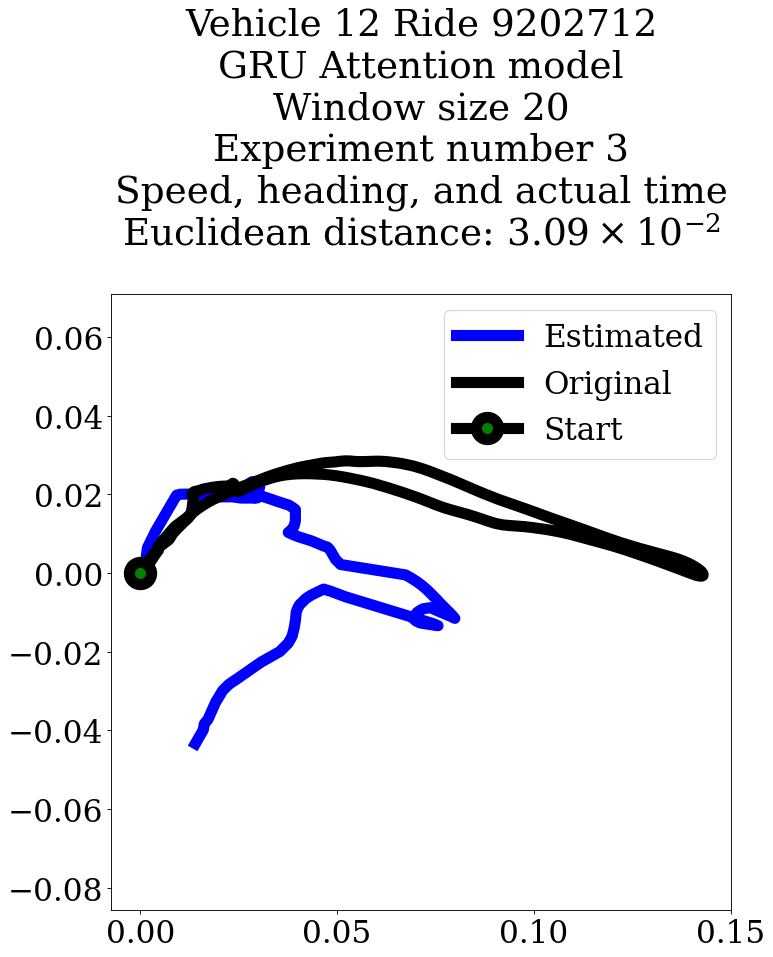 Vehicle 12 Ride 9202712
GRU Attention model
Window size 20
Experiment number 3
Speed, heading, and actual time
Euclidean distance: 3.09 × 10⁻²
Estimated
Original
Start
0.06
0.04
0.02
0.00
−0.02
−0.04
−0.06
−0.08
0.00 0.05 0.10 0.15